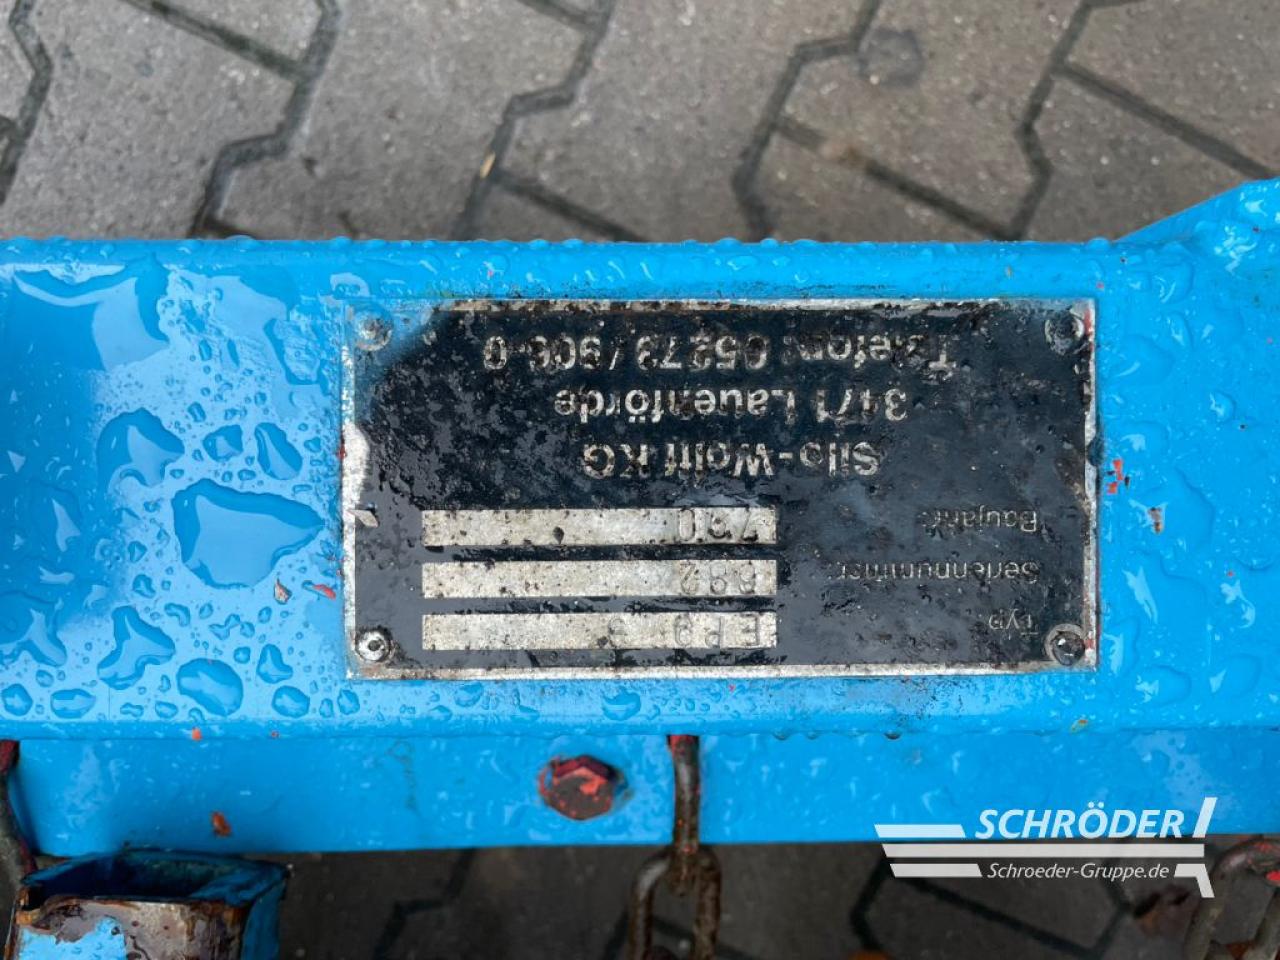 Typ:
Seriennummer:
Baujahr:
Silo-Wolff KG
3471 Lauenförde
Telefon: 05273/906-0
SCHRÖDER
Schroeder-Gruppe.de